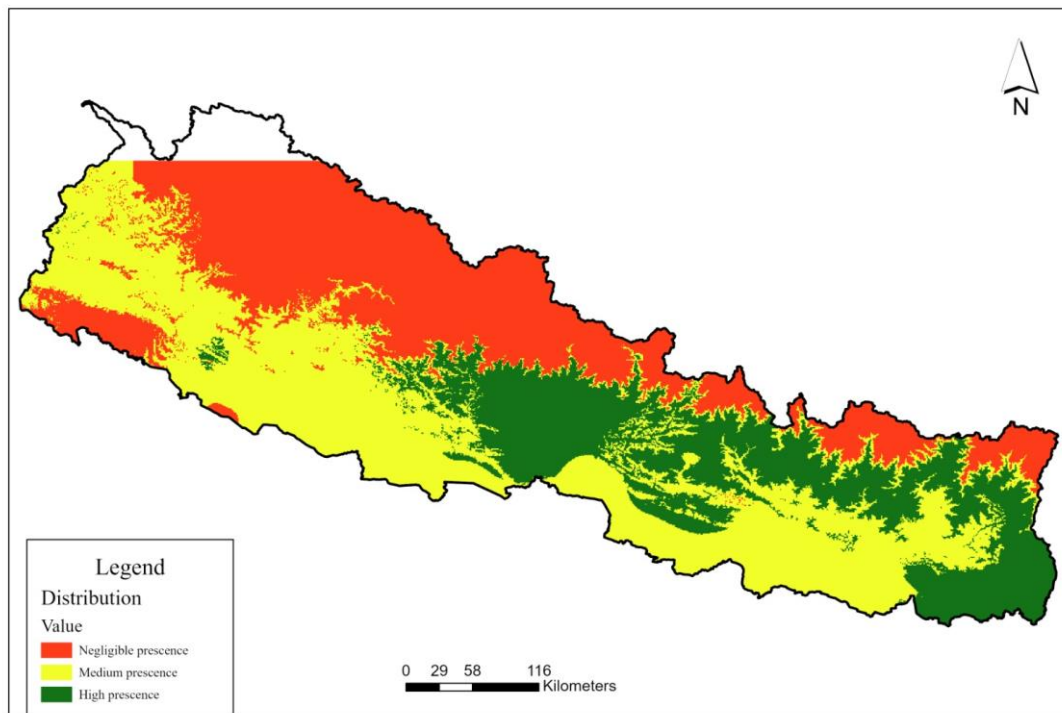 N
Legend
Distribution
Value
Negligible prescence
Medium prescence
High prescence
0 29 58 116
Kilometers